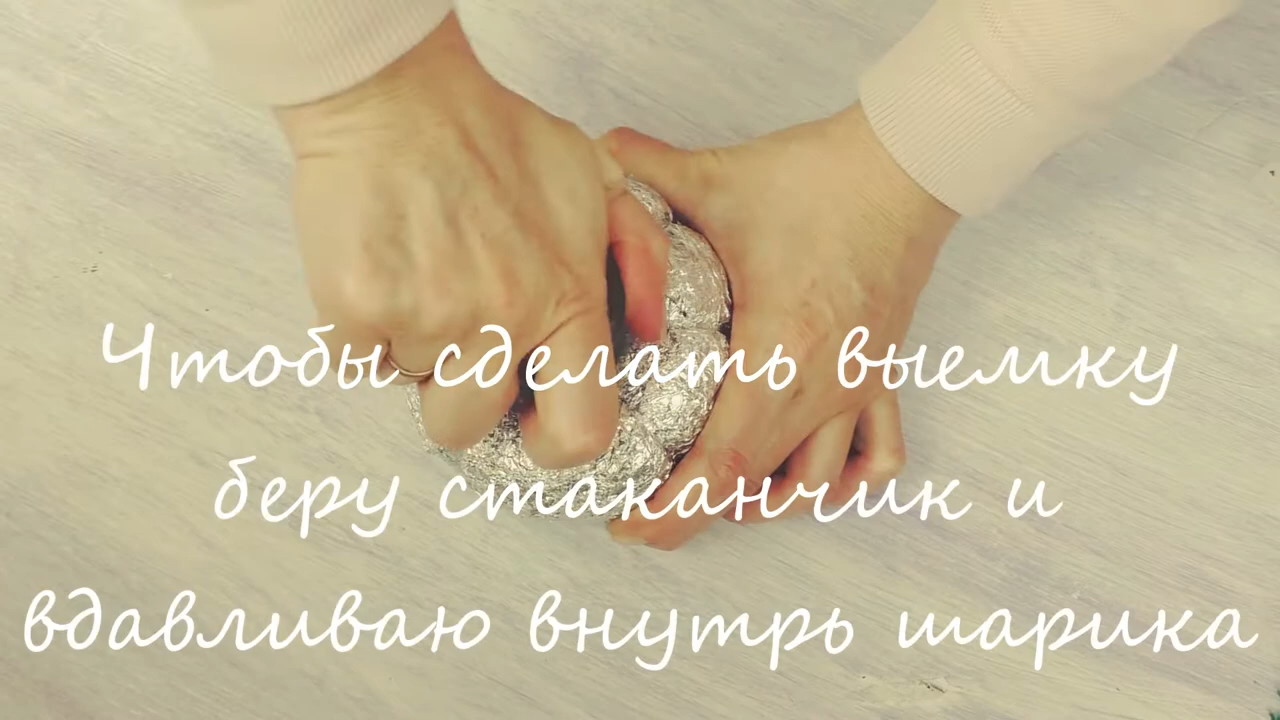 Чтобы сделать выемку
беру стаканчик и
вдавливаю внутрь шарика